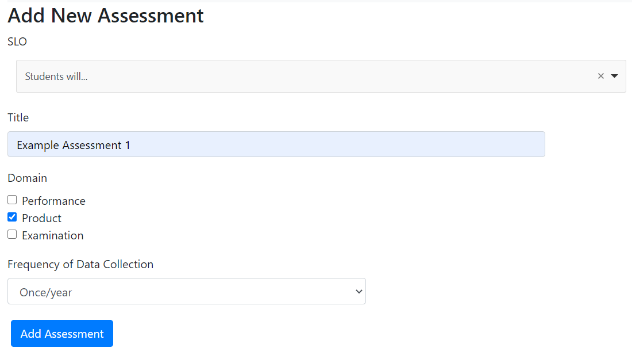 Add New Assessment
SLO
Students will...
Title
Example Assessment 1
Domain
Performance
Product
Examination
Frequency of Data Collection
Once/year
Add Assessment